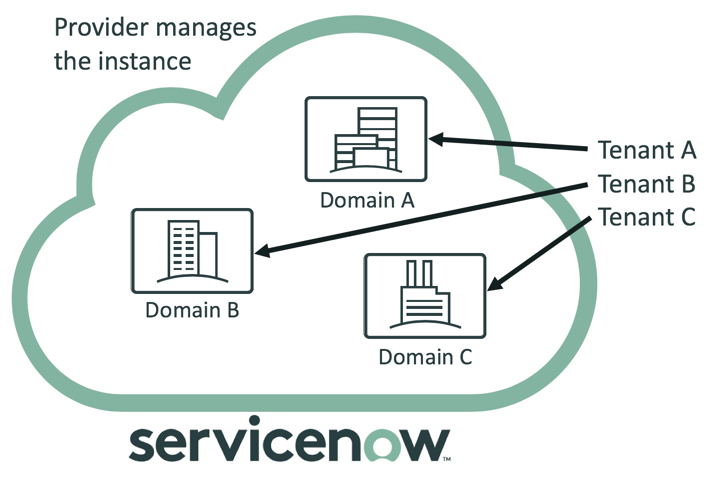 Provider manages
the instance
Domain A
Tenant A
Tenant B
Tenant C
Domain B
Domain C
servicenow™